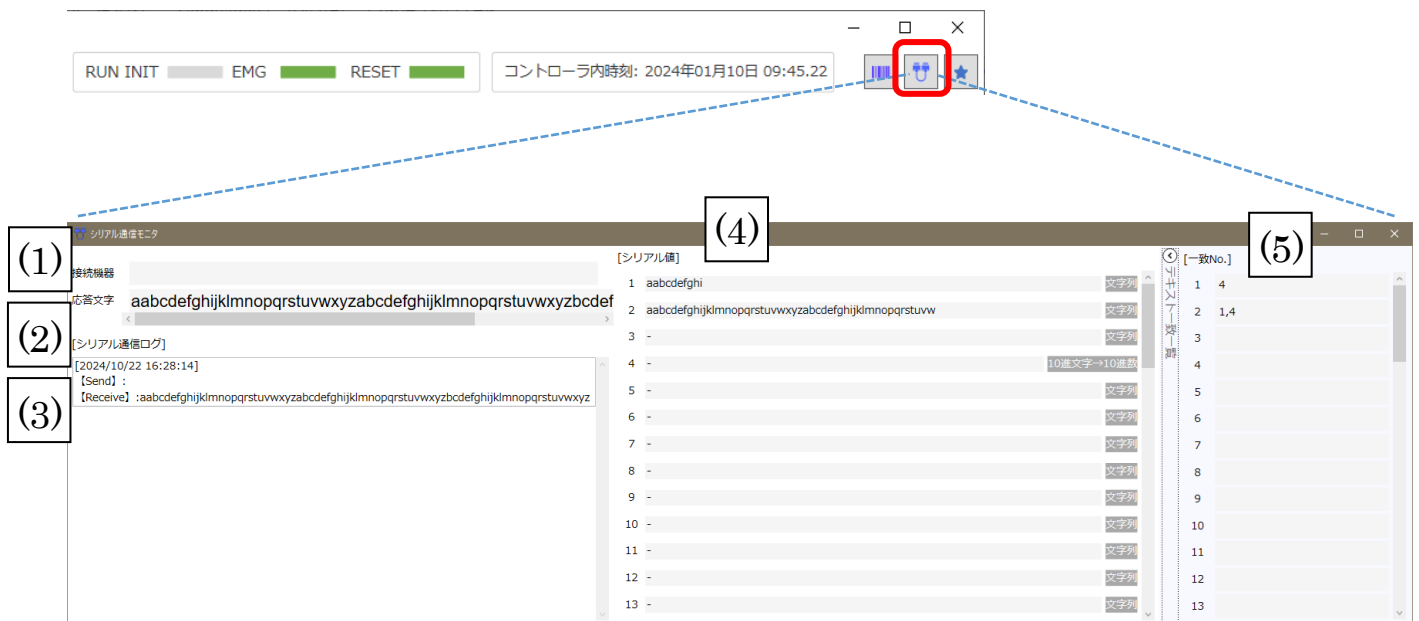 RUN INIT EMG RESET コントローラ内時刻: 2024年01月10日 09:45.22
(4)
(5)
(1)
シリアル通信モニタ
接続機器
(2)
応答文字 aabcdefghijklmnopqrstuvwxyzabcdefghijklmnopqrstuvwxyzbcdef
[シリアル通信ログ]
(3)
[2024/10/22 16:28:14]
【Send】:
【Receive】:aabcdefghijklmnopqrstuvwxyzabcdefghijklmnopqrstuvwxyzbcdefghijklmnopqrstuvwxyz
[シリアル値]
1 aabcdefghi 文字列
2 aabcdefghijklmnopqrstuvwxyzabcdefghijklmnopqrstuvw 文字列
3 - 文字列
4 - 10進文字→10進数
5 - 文字列
6 - 文字列
7 - 文字列
8 - 文字列
9 - 文字列
10 - 文字列
11 - 文字列
12 - 文字列
13 - 文字列
テキスト一致一覧
[一致No.]
1 4
2 1,4
3
4
5
6
7
8
9
10
11
12
13